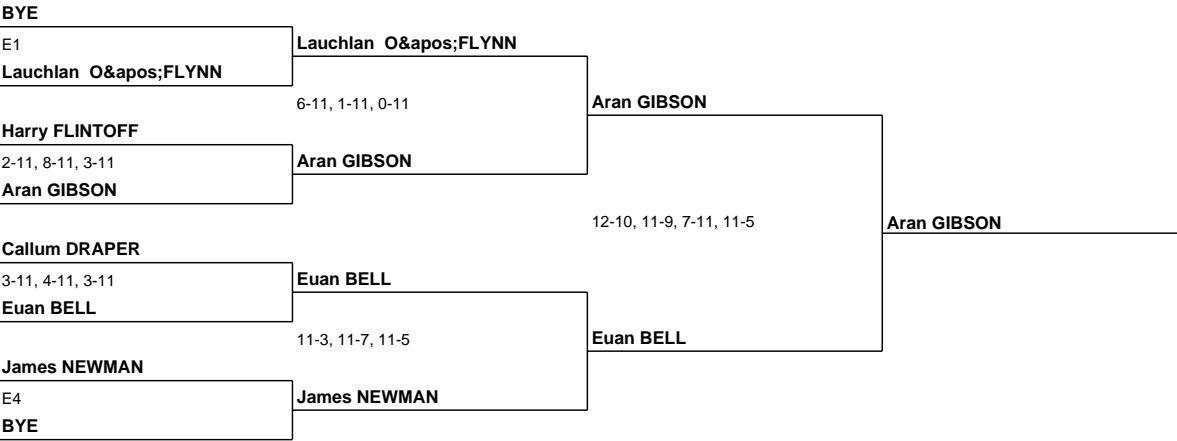 BYE
E1
Lauchlan  O&apos;FLYNN
Lauchlan  O&apos;FLYNN
6-11, 1-11, 0-11
Aran GIBSON
Harry FLINTOFF
2-11, 8-11, 3-11
Aran GIBSON
Aran GIBSON
12-10, 11-9, 7-11, 11-5
Aran GIBSON
Callum DRAPER
3-11, 4-11, 3-11
Euan BELL
Euan BELL
11-3, 11-7, 11-5
Euan BELL
James NEWMAN
E4
James NEWMAN
BYE